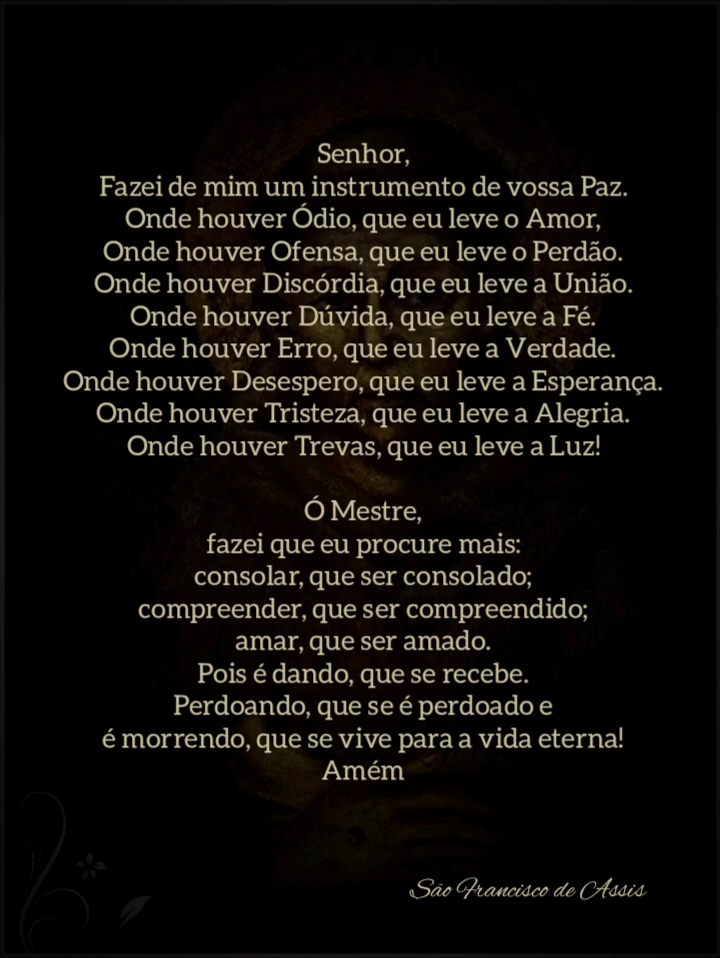 Senhor,
Fazei de mim um instrumento de vossa Paz.
Onde houver Ódio, que eu leve o Amor,
Onde houver Ofensa, que eu leve o Perdão.
Onde houver Discórdia, que eu leve a União.
Onde houver Dúvida, que eu leve a Fé.
Onde houver Erro, que eu leve a Verdade.
Onde houver Desespero, que eu leve a Esperança.
Onde houver Tristeza, que eu leve a Alegria.
Onde houver Trevas, que eu leve a Luz!
Ó Mestre,
fazei que eu procure mais:
consolar, que ser consolado;
compreender, que ser compreendido;
amar, que ser amado.
Pois é dando, que se recebe.
Perdoando, que se é perdoado e
é morrendo, que se vive para a vida eterna!
Amém
São Francisco de Assis